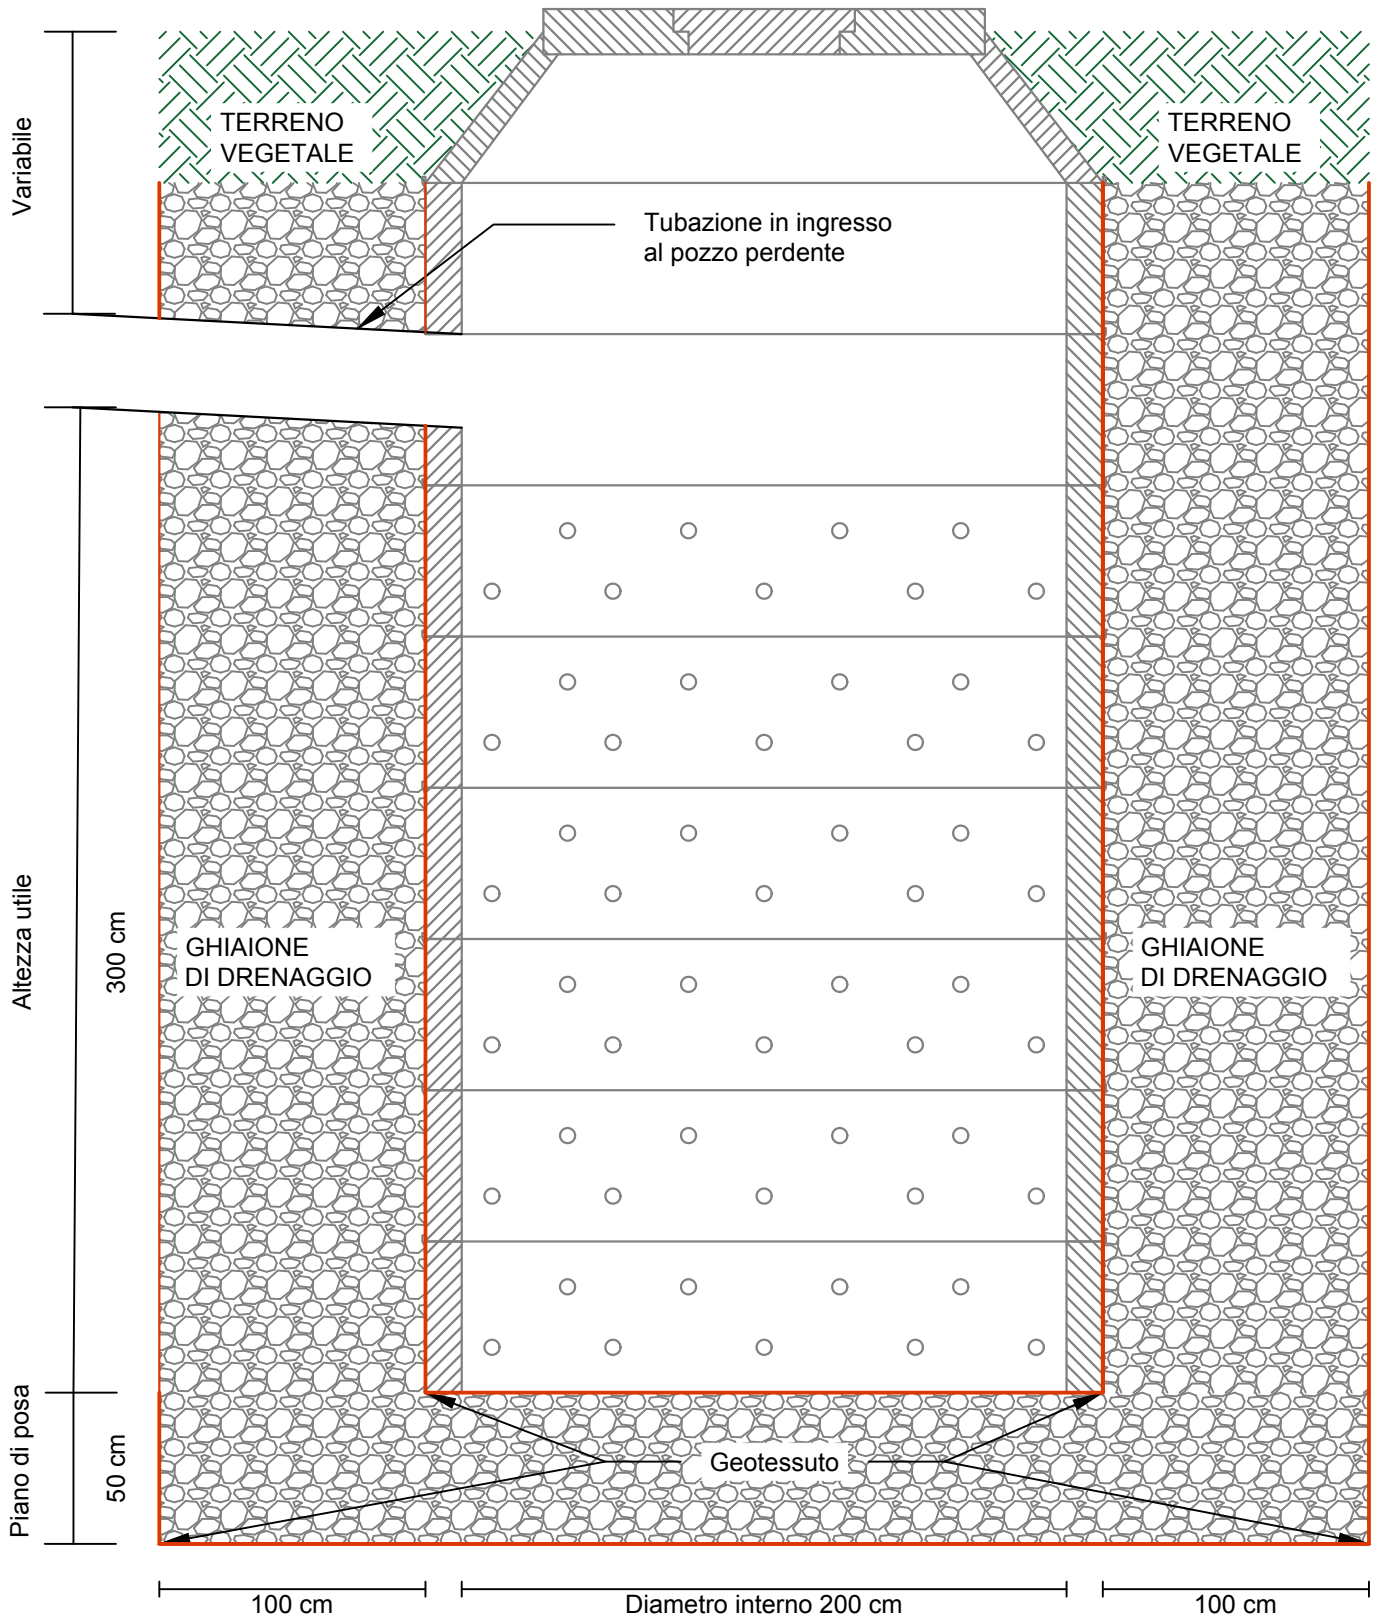 TERRENO
VEGETALE
TERRENO
VEGETALE
Variabile
Tubazione in ingresso
al pozzo perdente
Altezza utile
300 cm
GHIAIONE
DI DRENAGGIO
GHIAIONE
DI DRENAGGIO
Piano di posa
50 cm
Geotessuto
100 cm
Diametro interno 200 cm
100 cm